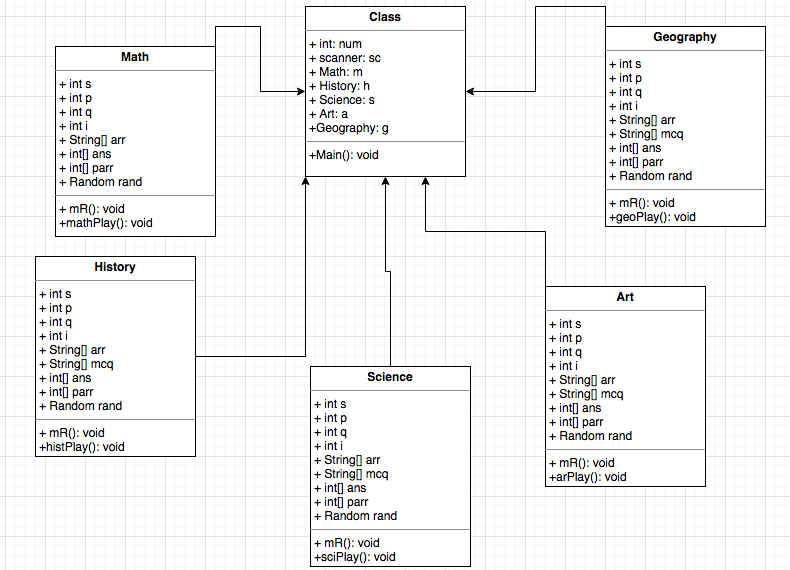 Class
+ int: num
+ scanner: sc
+ Math: m
+ History: h
+ Science: s
+ Art: a
+Geography: g
+Main(): void
Math
+ int s
+ int p
+ int q
+ int i
+ String[] arr
+ int[] ans
+ int[] parr
+ Random rand
+ mR(): void
+mathPlay(): void
Geography
+ int s
+ int p
+ int q
+ int i
+ String[] arr
+ String[] mcq
+ int[] ans
+ int[] parr
+ Random rand
+ mR(): void
+geoPlay(): void
History
+ int s
+ int p
+ int q
+ int i
+ String[] arr
+ String[] mcq
+ int[] ans
+ int[] parr
+ Random rand
+ mR(): void
+histPlay(): void
Science
+ int s
+ int p
+ int q
+ int i
+ String[] arr
+ String[] mcq
+ int[] ans
+ int[] parr
+ Random rand
+ mR(): void
+sciPlay(): void
Art
+ int s
+ int p
+ int q
+ int i
+ String[] arr
+ String[] mcq
+ int[] ans
+ int[] parr
+ Random rand
+ mR(): void
+arPlay(): void